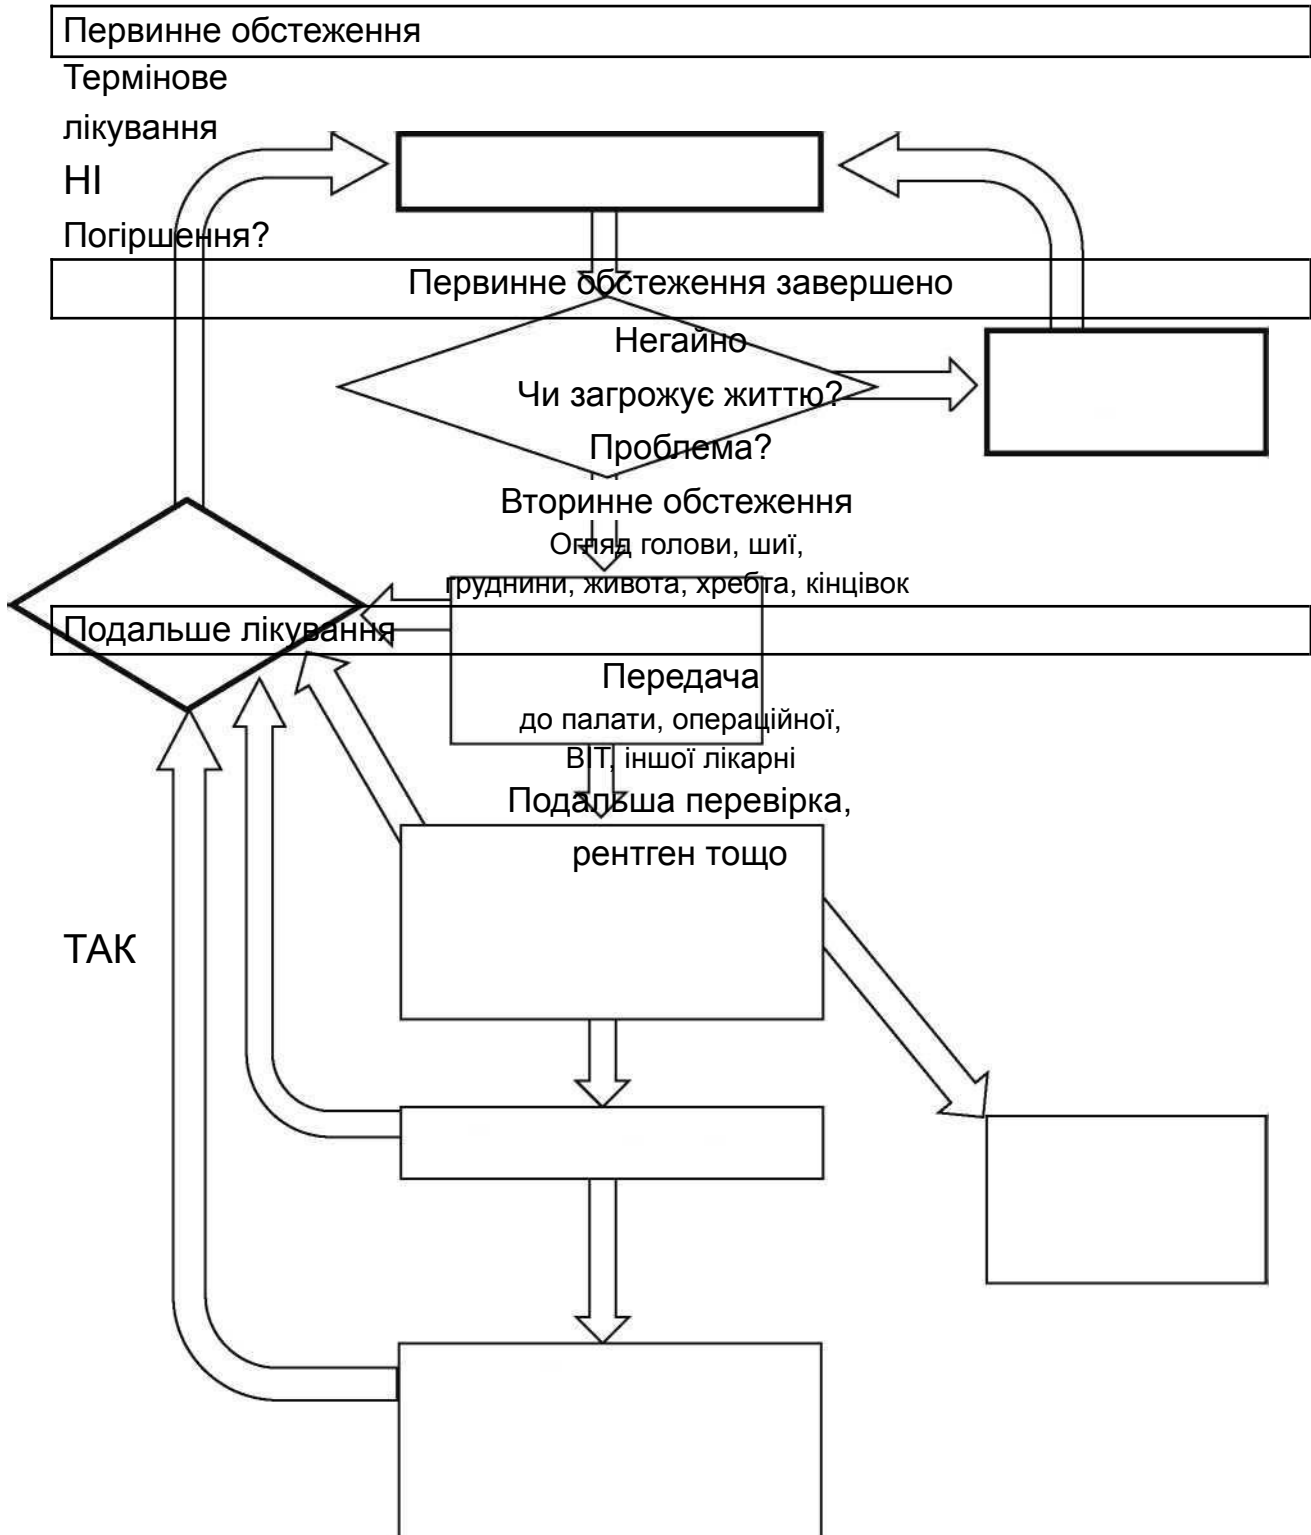 Первинне обстеження
Термінове
лікування
НІ
Погіршення?
Первинне обстеження завершено
Негайно
Чи загрожує життю?
Проблема?
Вторинне обстеження
Огляд голови, шиї,
груднини, живота, хребта, кінцівок
Подальше лікування
Передача
до палати, операційної,
ВІТ, іншої лікарні
Подальша перевірка,
рентген тощо
ТАК